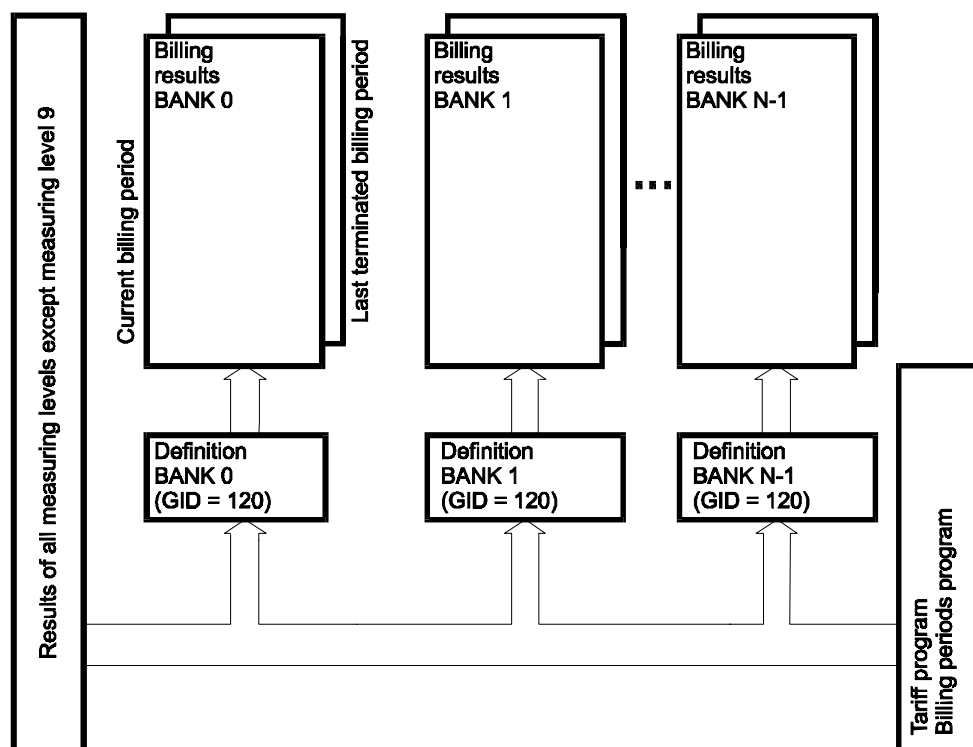 Results of all measuring levels except measuring level 9
Current billing period
Billing
results
BANK 0
Last terminated billing period
Billing
results
BANK 1
Billing
results
BANK N-1
Definition
BANK 0
(GID = 120)
Definition
BANK 1
(GID = 120)
Definition
BANK N-1
(GID = 120)
Tariff program
Billing periods program